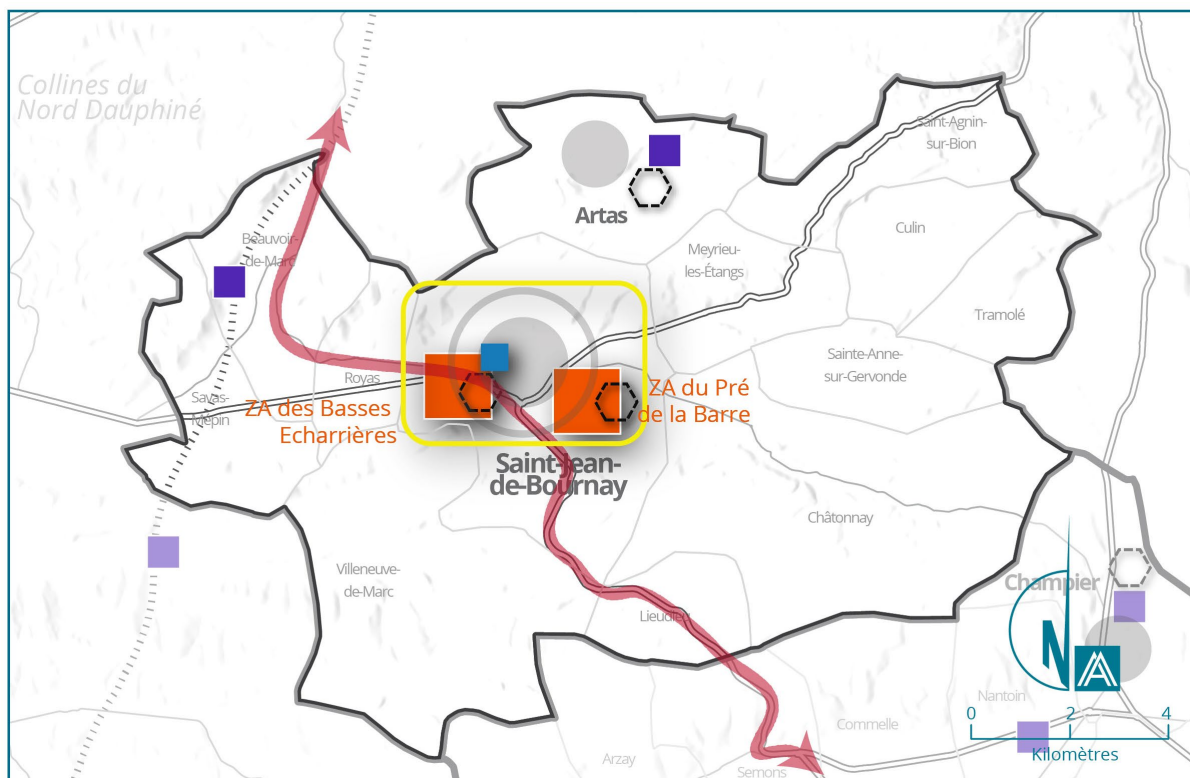 Collines du
Nord Dauphiné
Saint-Agnin-
sur-Bion
Artas
Culin
Beauvoir-
de-Marc
Meyrieu-
les-Étangs
Tramolé
Sainte-Anne-
sur-Gervonde
Royas
Savas-
Mépin
ZA des Basses
Echarrières
ZA du Pré
de la Barre
Saint-Jean-
de-Bournay
Châtonnay
Villeneuve-
de-Marc
Champier
Lieudieu
N
Nantoin
Commelle
0 2 4
Kilomètres
Arzay
Semons